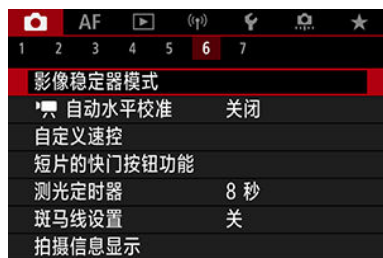 AF
1 2 3 4 5 6 7
影像稳定器模式
自动水平校准 关闭
自定义速控
短片的快门按钮功能
测光定时器 8 秒
斑马线设置 关
拍摄信息显示